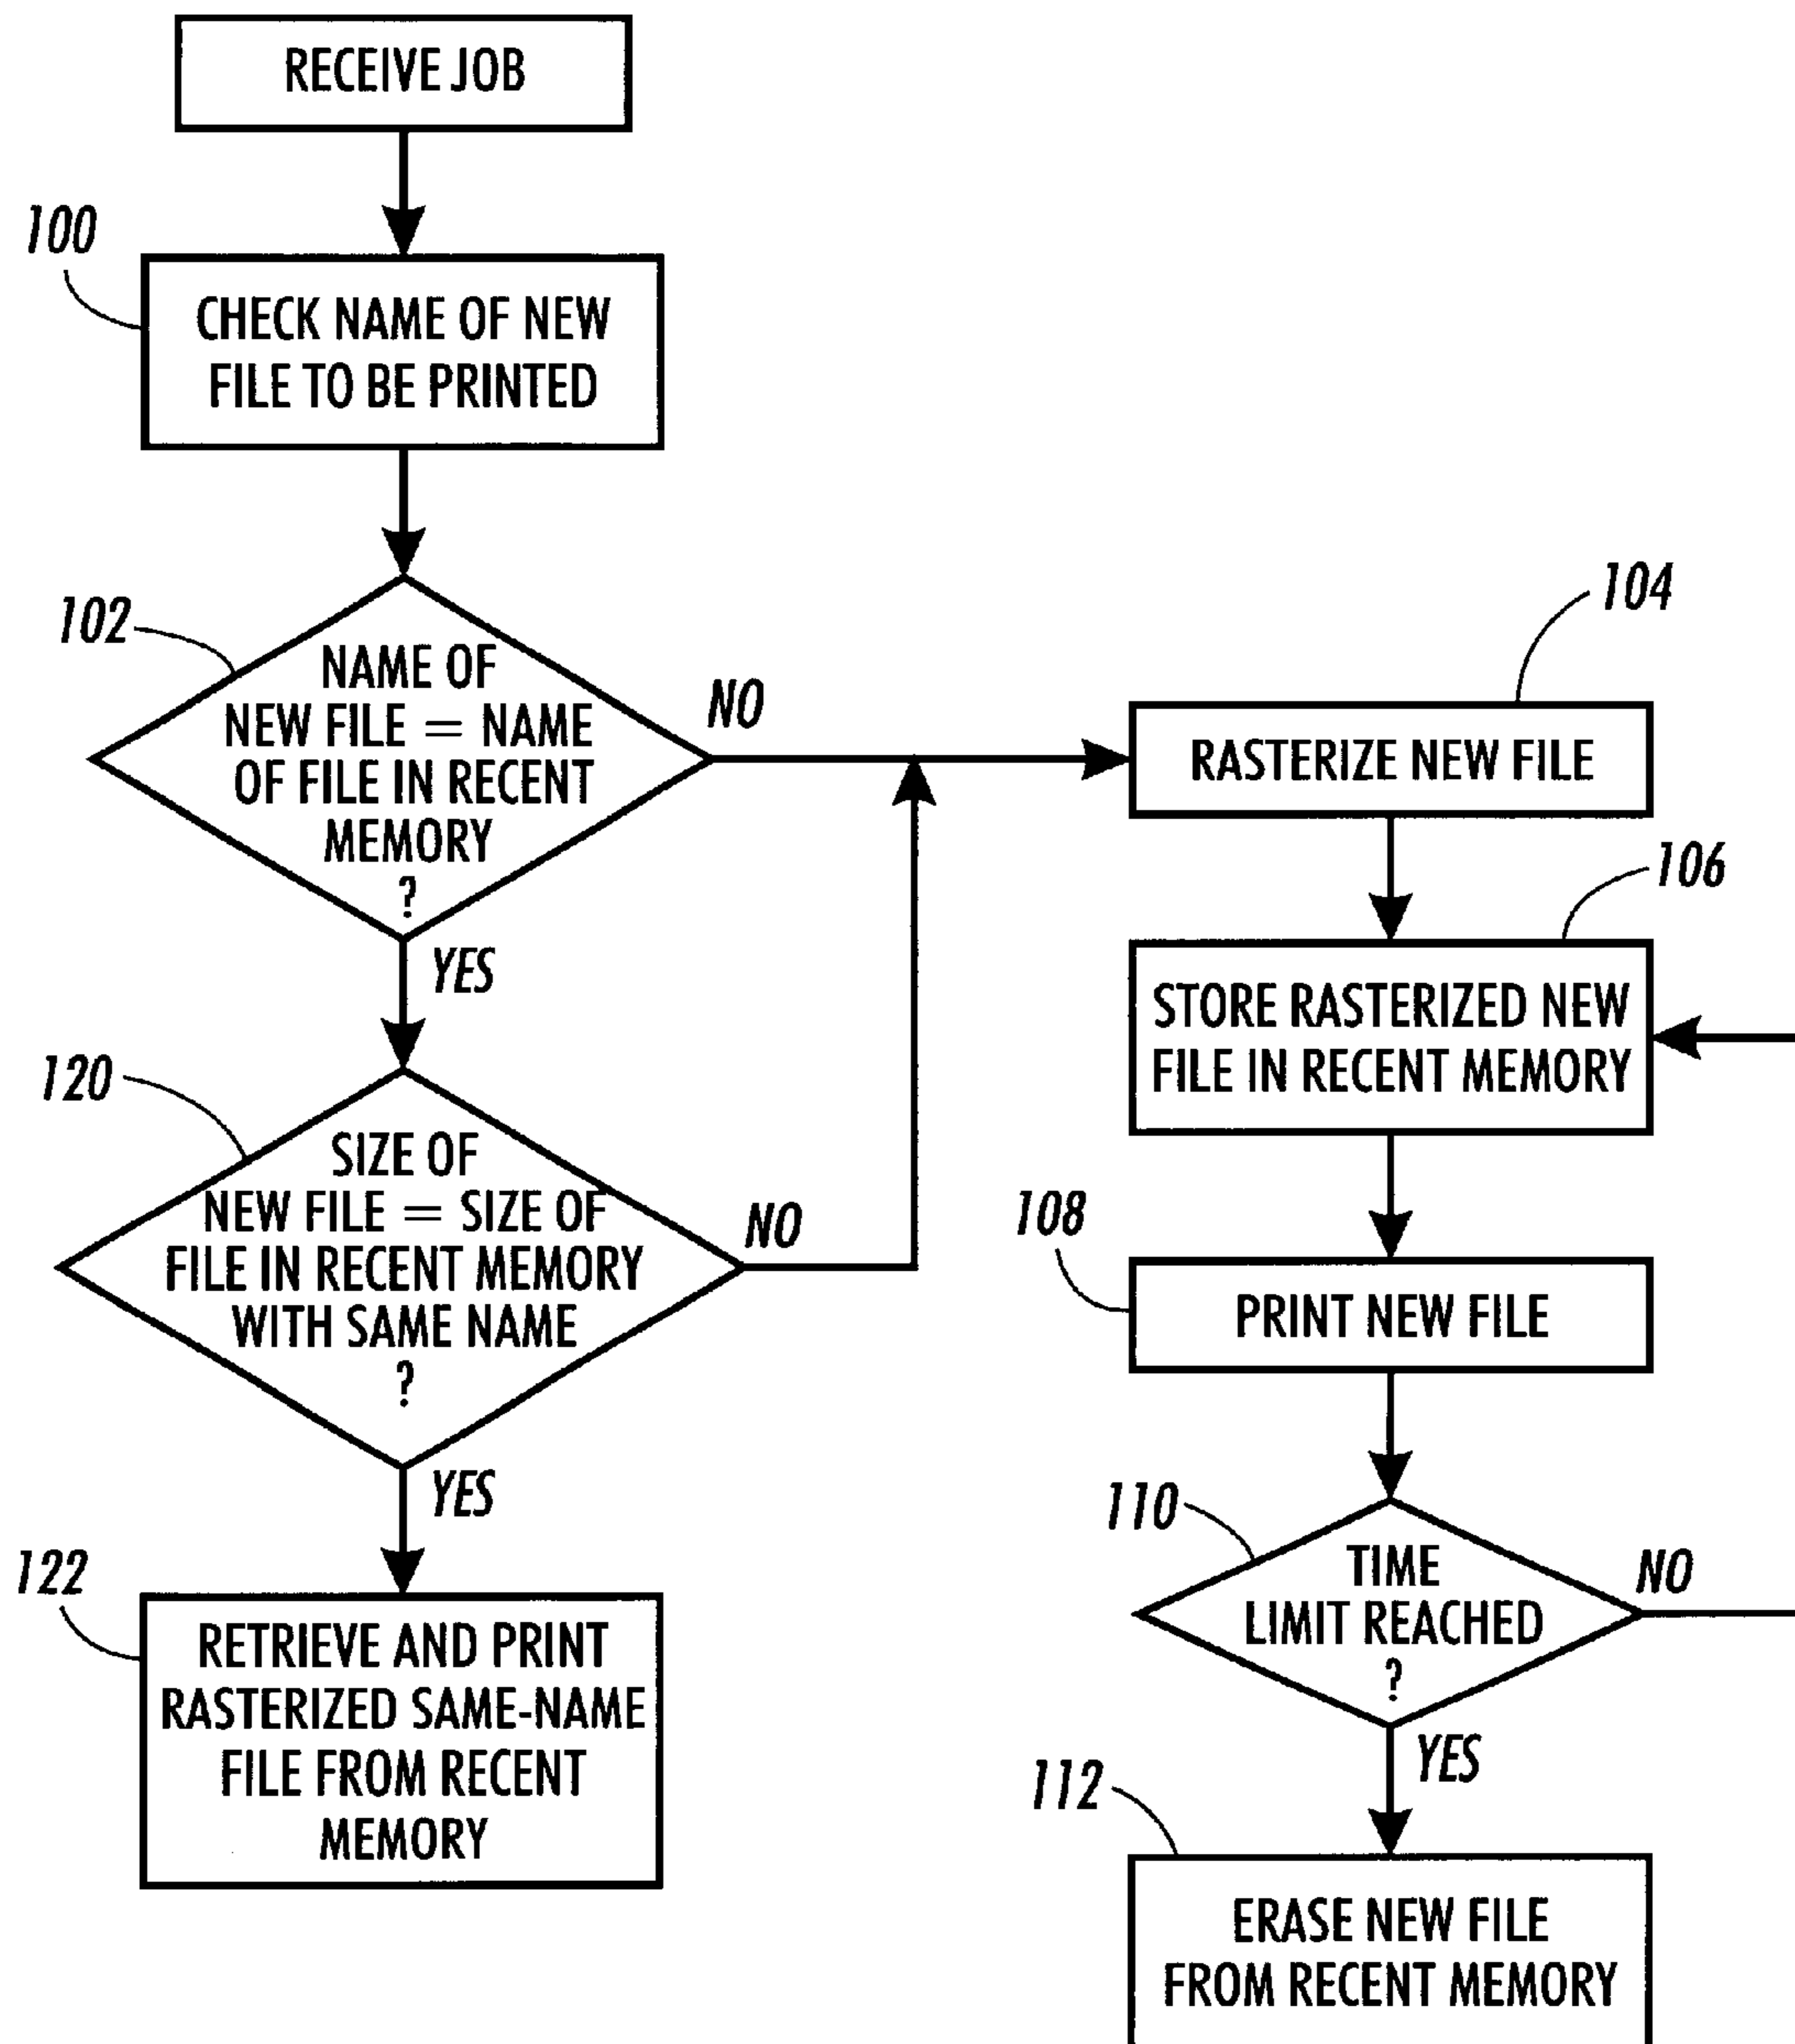 RECEIVE JOB
100
CHECK NAME OF NEW
FILE TO BE PRINTED
102
NAME OF
NEW FILE = NAME
OF FILE IN RECENT
MEMORY
?
NO
YES
120
SIZE OF
NEW FILE = SIZE OF
FILE IN RECENT MEMORY
WITH SAME NAME
?
NO
YES
122
RETRIEVE AND PRINT
RASTERIZED SAME-NAME
FILE FROM RECENT
MEMORY
104
RASTERIZE NEW FILE
106
STORE RASTERIZED NEW
FILE IN RECENT MEMORY
108
PRINT NEW FILE
110
TIME
LIMIT REACHED
?
NO
YES
112
ERASE NEW FILE
FROM RECENT MEMORY